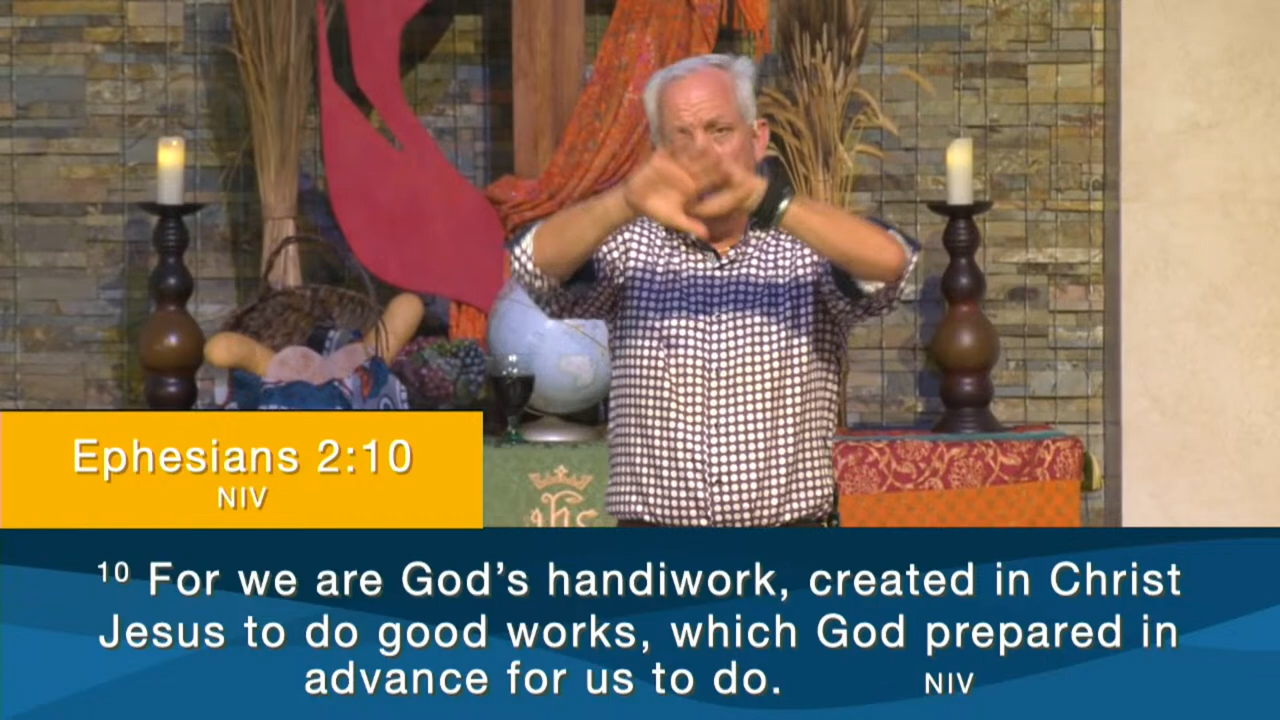 Ephesians 2:10
NIV
ihs
10 For we are God’s handiwork, created in Christ
Jesus to do good works, which God prepared in
advance for us to do. NIV